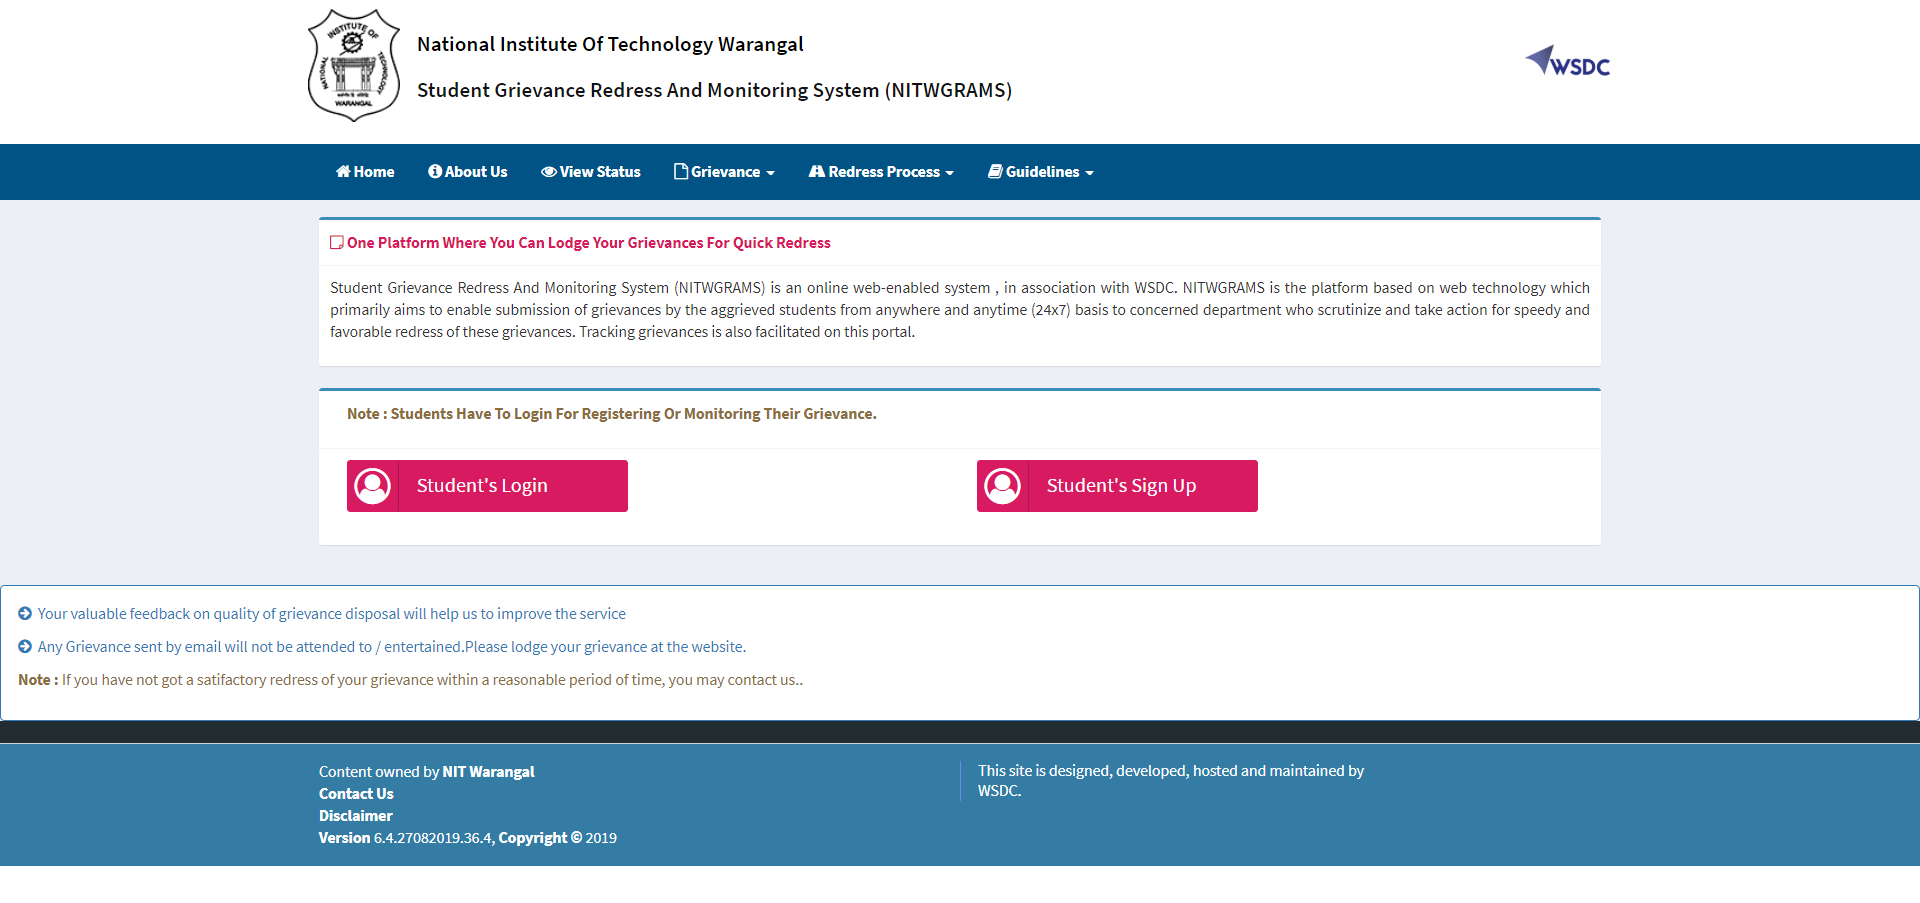 INSTITUTE OF
NATIONAL
TECHNOLOGY
WARANGAL
National Institute Of Technology Warangal
Student Grievance Redress And Monitoring System (NITWGRAMS)
WSDC
Home About Us View Status Grievance Redress Process Guidelines
One Platform Where You Can Lodge Your Grievances For Quick Redress
Student Grievance Redress And Monitoring System (NITWGRAMS) is an online web-enabled system , in association with WSDC. NITWGRAMS is the platform based on web technology which
primarily aims to enable submission of grievances by the aggrieved students from anywhere and anytime (24x7) basis to concerned department who scrutinize and take action for speedy and
favorable redress of these grievances. Tracking grievances is also facilitated on this portal.
Note : Students Have To Login For Registering Or Monitoring Their Grievance.
Student's Login Student's Sign Up
Your valuable feedback on quality of grievance disposal will help us to improve the service
Any Grievance sent by email will not be attended to / entertained.Please lodge your grievance at the website.
Note : If you have not got a satifactory redress of your grievance within a reasonable period of time, you may contact us..
Content owned by NIT Warangal
Contact Us
Disclaimer
Version 6.4.27082019.36.4, Copyright © 2019
This site is designed, developed, hosted and maintained by
WSDC.